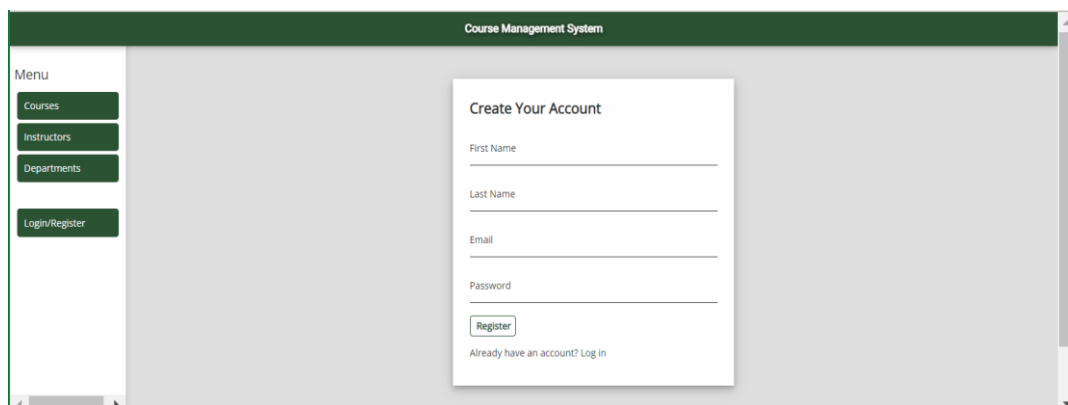 Course Management System
Menu
Courses
Instructors
Departments
Login/Register
Create Your Account
First Name
Last Name
Email
Password
Register
Already have an account? Log in